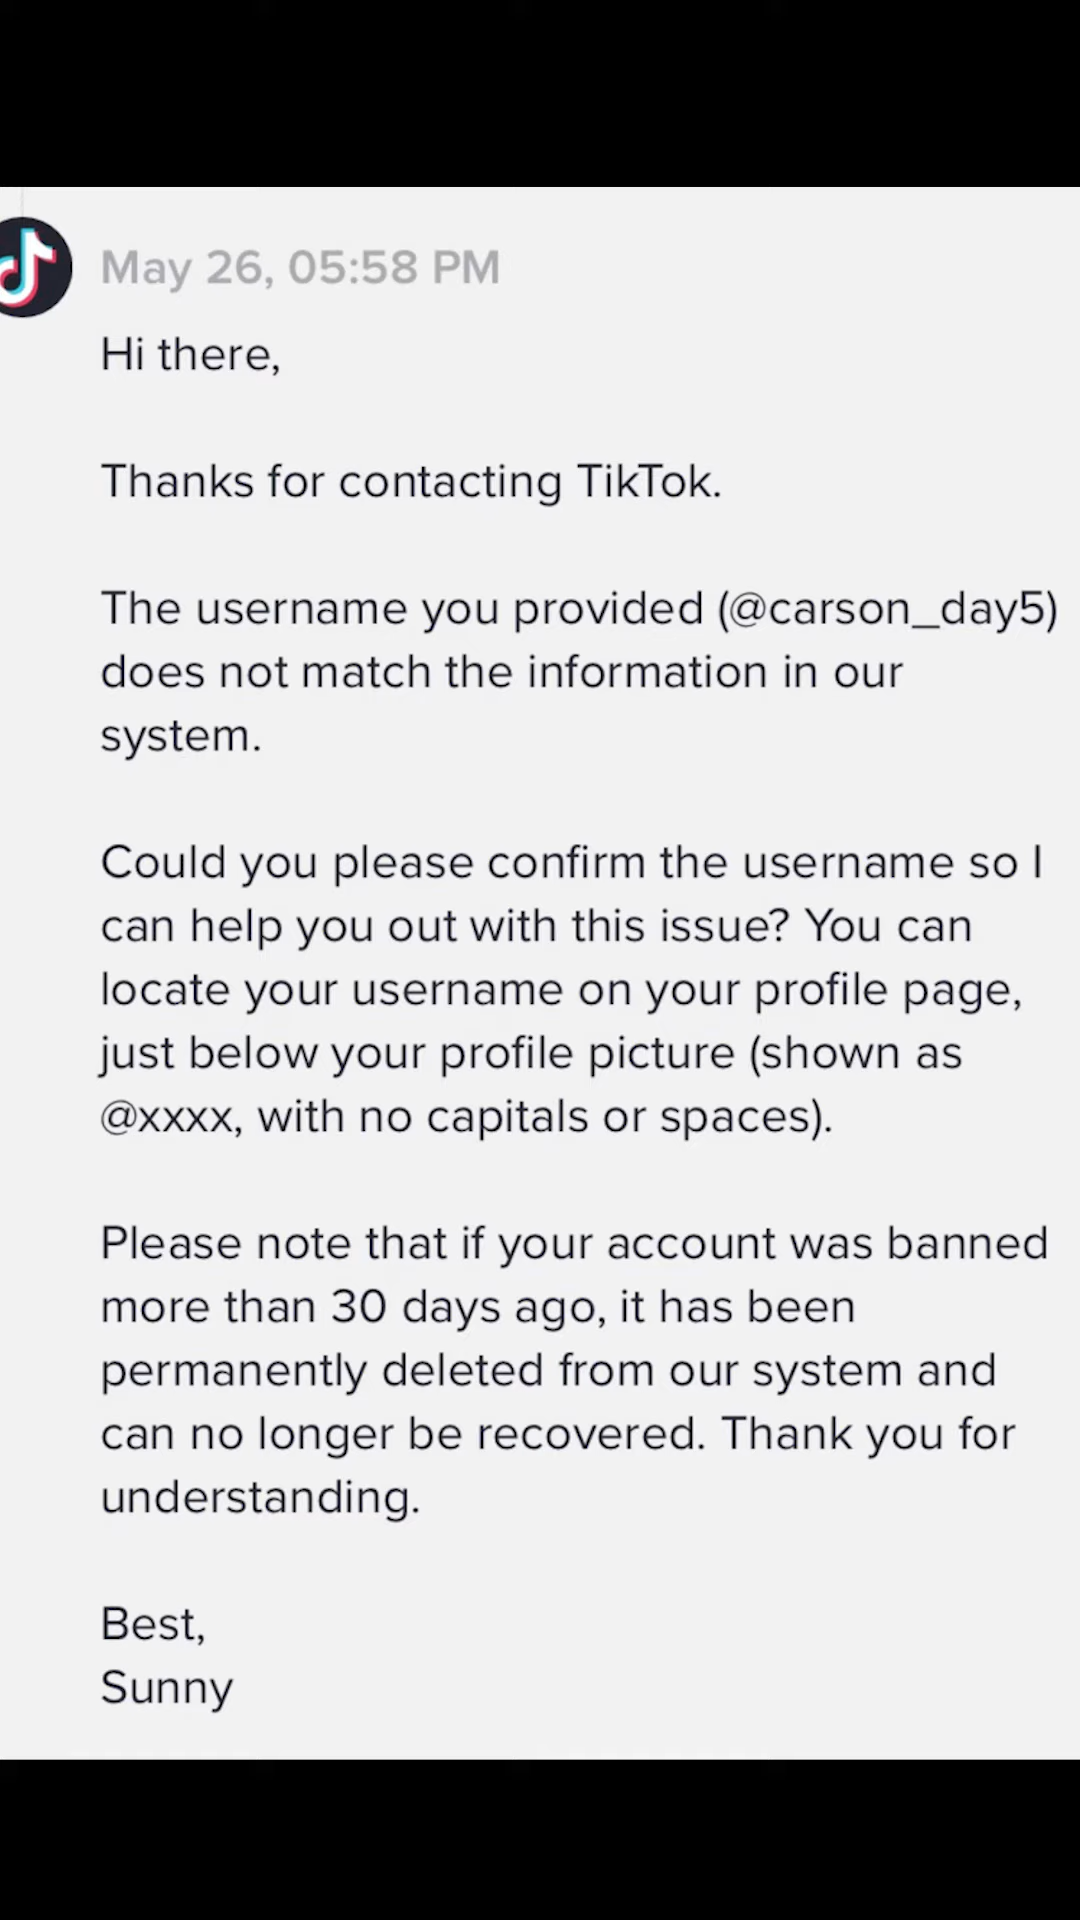 May 26, 05:58 PM
Hi there,
Thanks for contacting TikTok.
The username you provided (@carson_day5)
does not match the information in our
system.
Could you please confirm the username so I
can help you out with this issue? You can
locate your username on your profile page,
just below your profile picture (shown as
@xxxx, with no capitals or spaces).
Please note that if your account was banned
more than 30 days ago, it has been
permanently deleted from our system and
can no longer be recovered. Thank you for
understanding.
Best,
Sunny